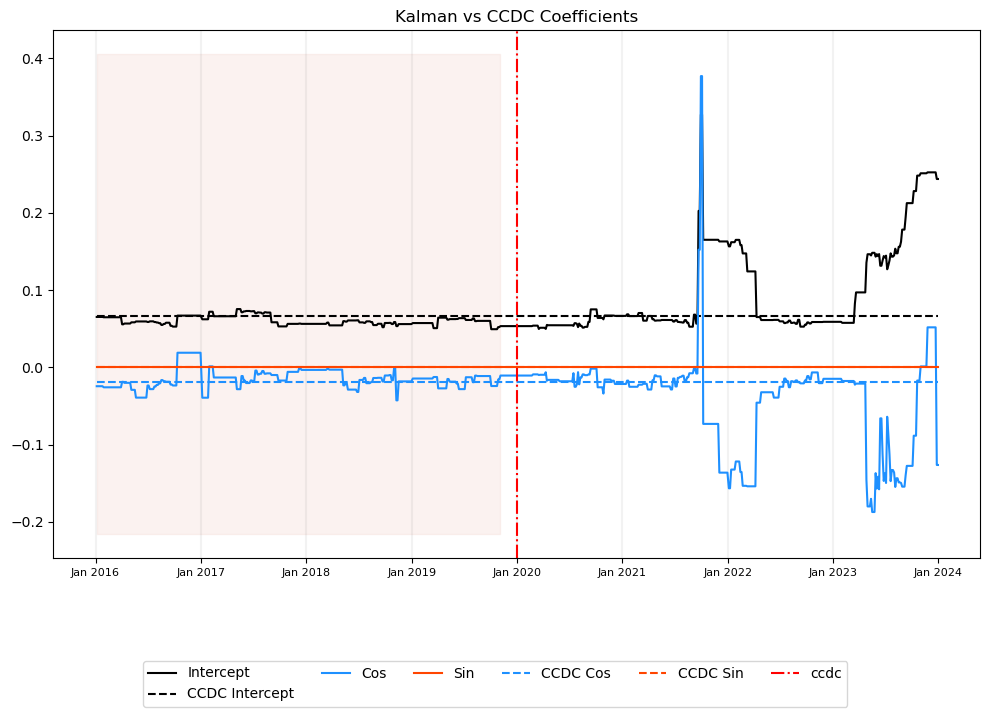 Kalman vs CCDC Coefficients
0.4
0.3
0.2
0.1
0.0
−0.1
−0.2
Jan 2016 Jan 2017 Jan 2018 Jan 2019 Jan 2020 Jan 2021 Jan 2022 Jan 2023 Jan 2024
Intercept Cos Sin CCDC Cos CCDC Sin ccdc
CCDC Intercept